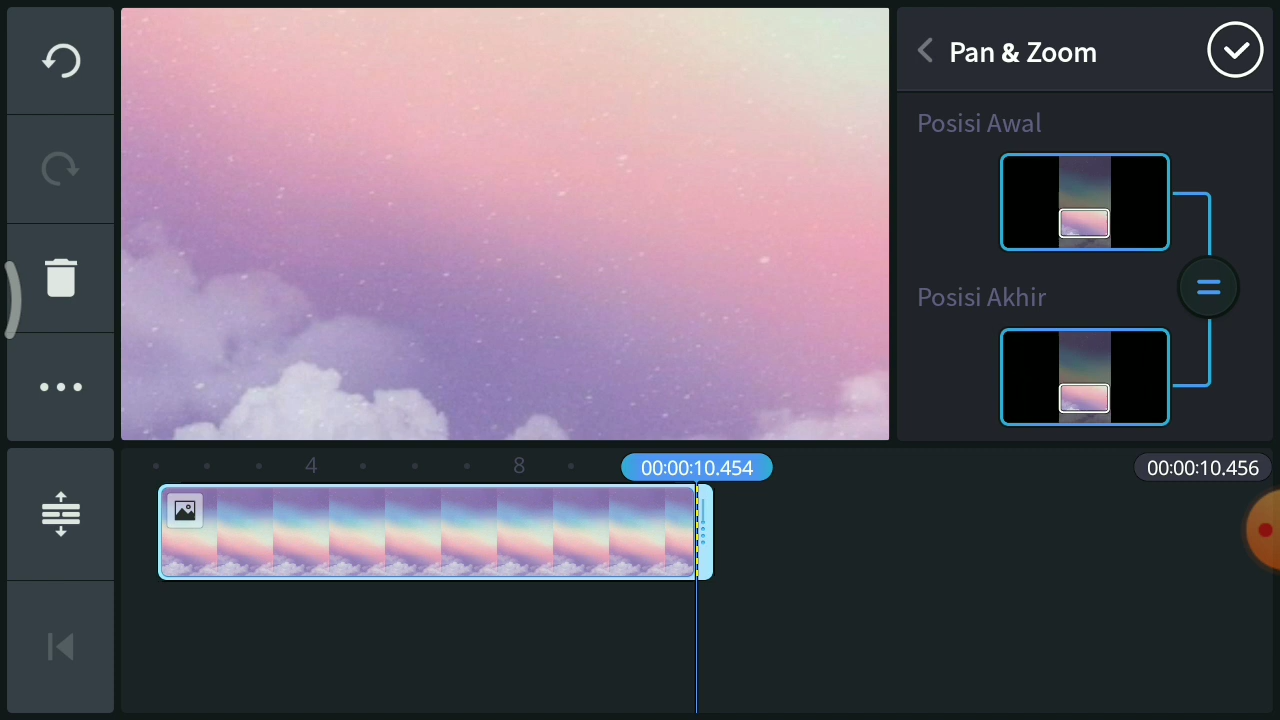 Pan & Zoom
Posisi Awal
Posisi Akhir
4
8
00:00:10.454
00:00:10.456